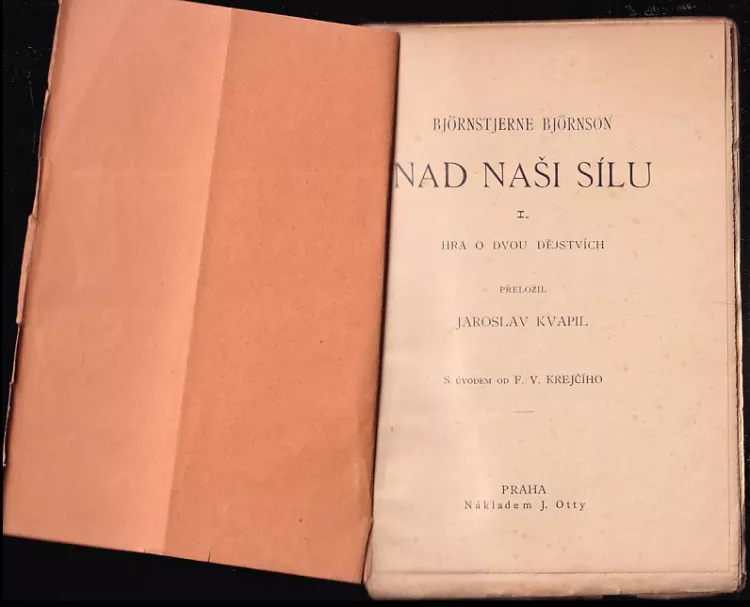 BJÖRNSTJERNE BJÖRNSON
NAD NAŠI SÍLU
I.
HRA O DVOU DĚJSTVÍCH
PŘELOŽIL
JAROSLAV KVAPIL
S ÚVODEM OD F. V. KREJČÍHO
PRAHA
Nákladem J. Otty